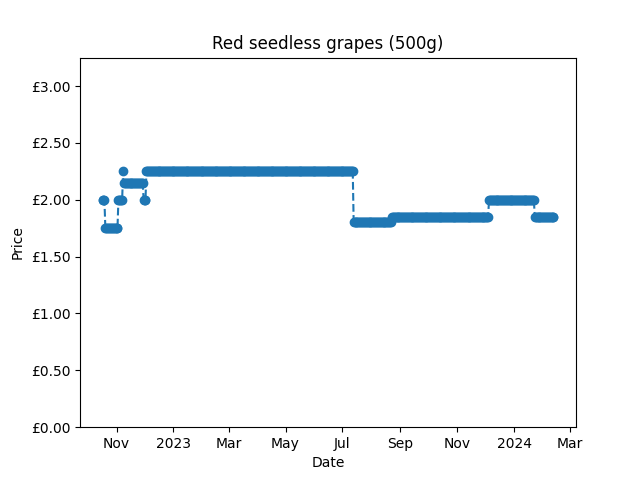 Red seedless grapes (500g)
£3.00
£2.50
£2.00
£1.50
£1.00
£0.50
£0.00
Price
Nov 2023 Mar May Jul Sep Nov 2024 Mar
Date